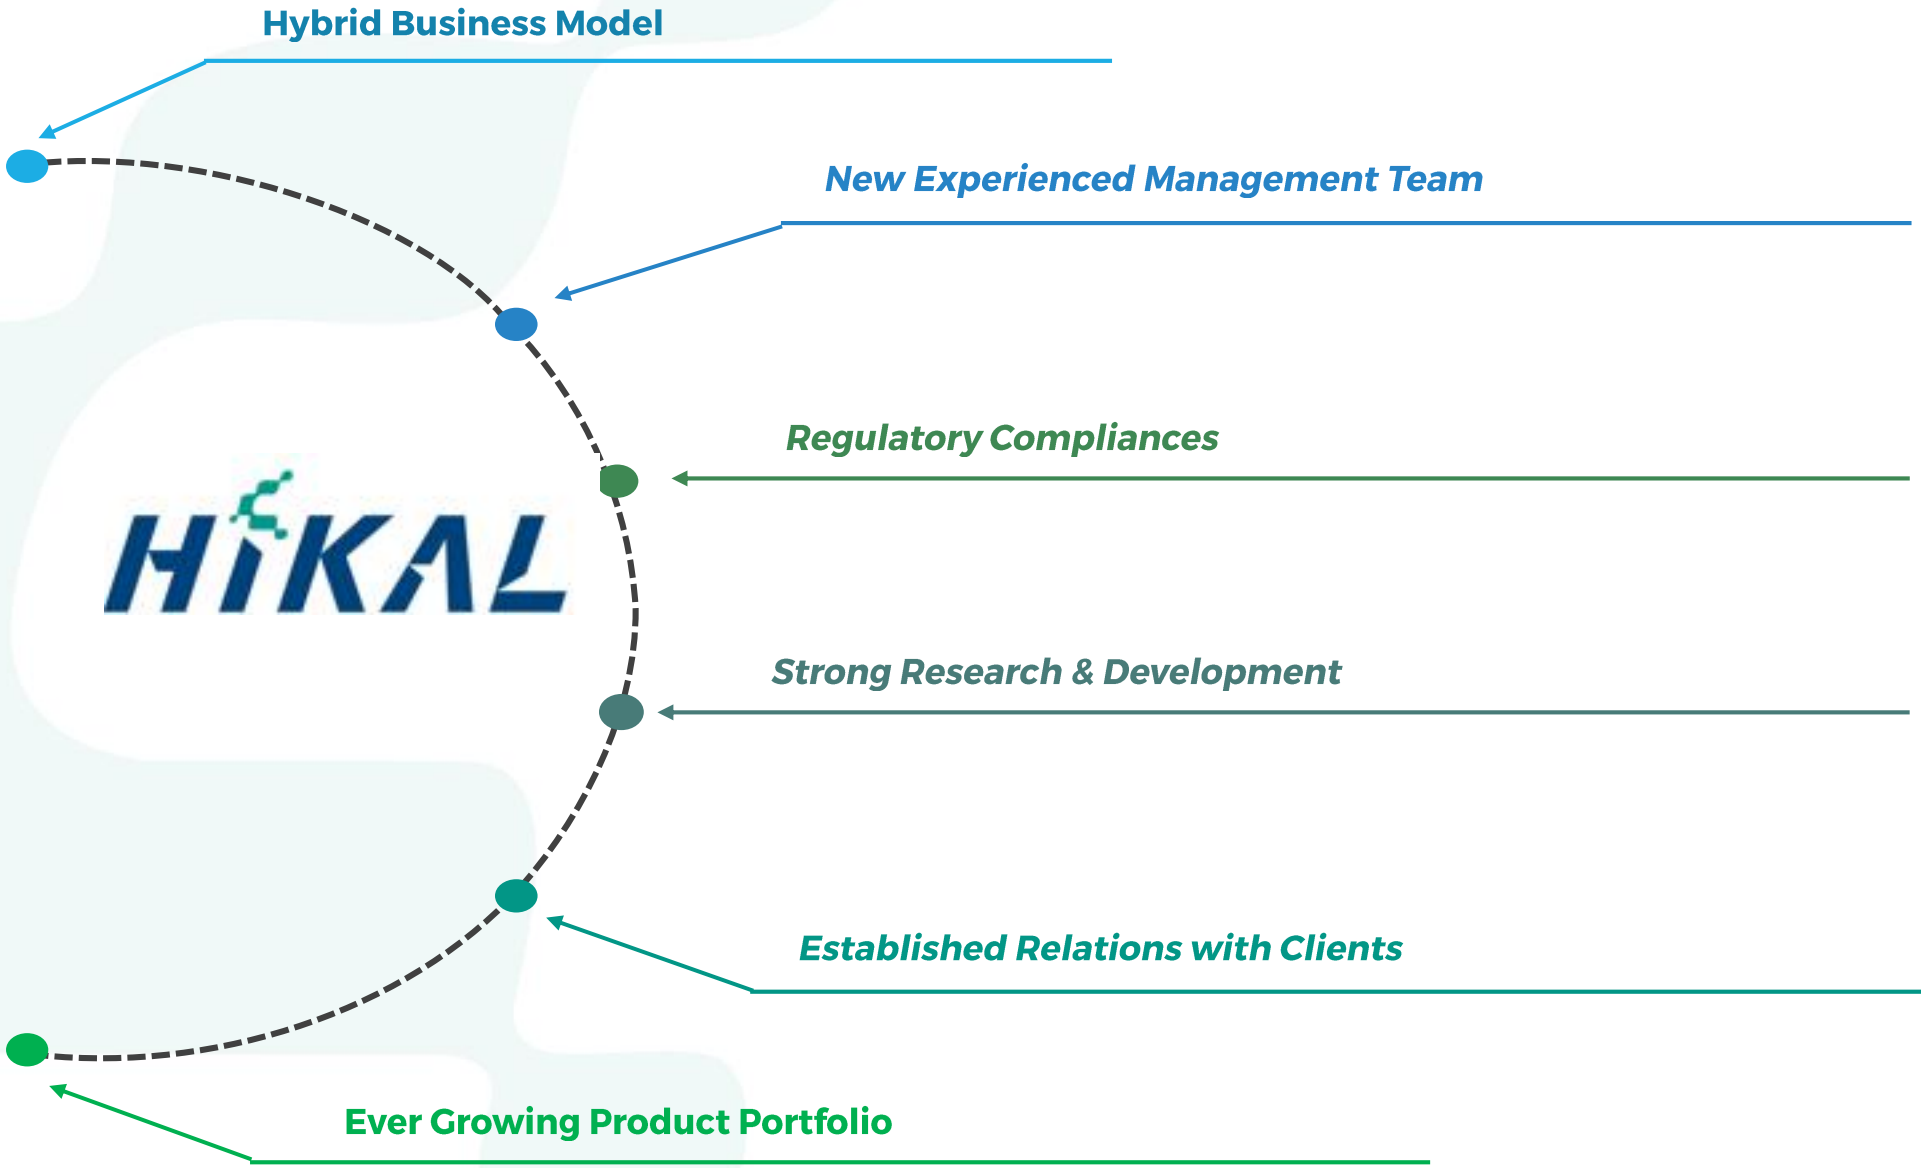 Hybrid Business Model
New Experienced Management Team
Regulatory Compliances
HIKAL
Strong Research & Development
Established Relations with Clients
Ever Growing Product Portfolio